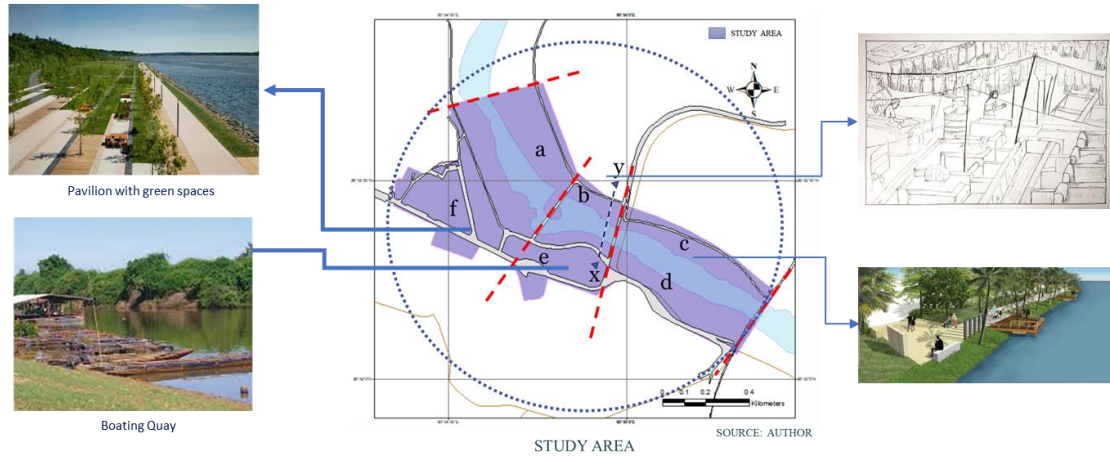 Pavilion with green spaces
Boating Quay
STUDY AREA
N
W
E
S
a
b
c
d
e
f
x
y
0
0.1
0.2
0.4
Kilometers
SOURCE: AUTHOR
STUDY AREA